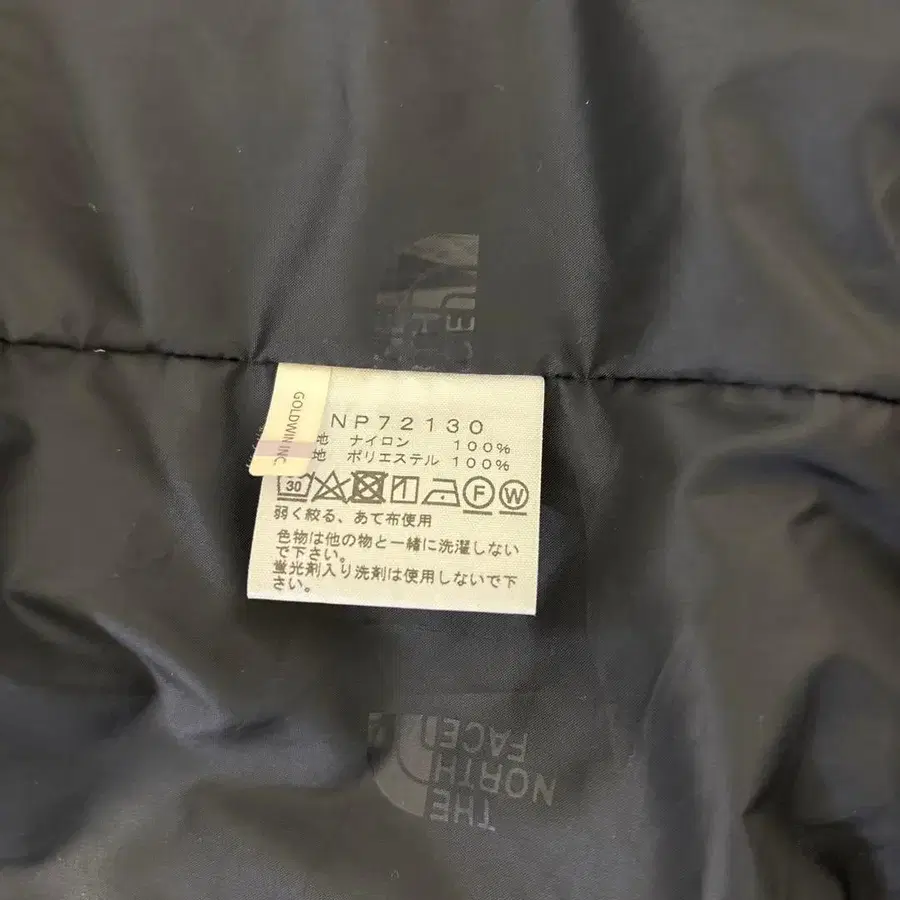 GOLDWIN INC
NP72130
地 ナイロン 100%
地 ポリエステル 100%
30 F W
弱く絞る、あて布使用
色物は他の物と一緒に洗濯しない
で下さい。
蛍光剤入り洗剤は使用しないで下
さい。
THE
NORTH
FACE